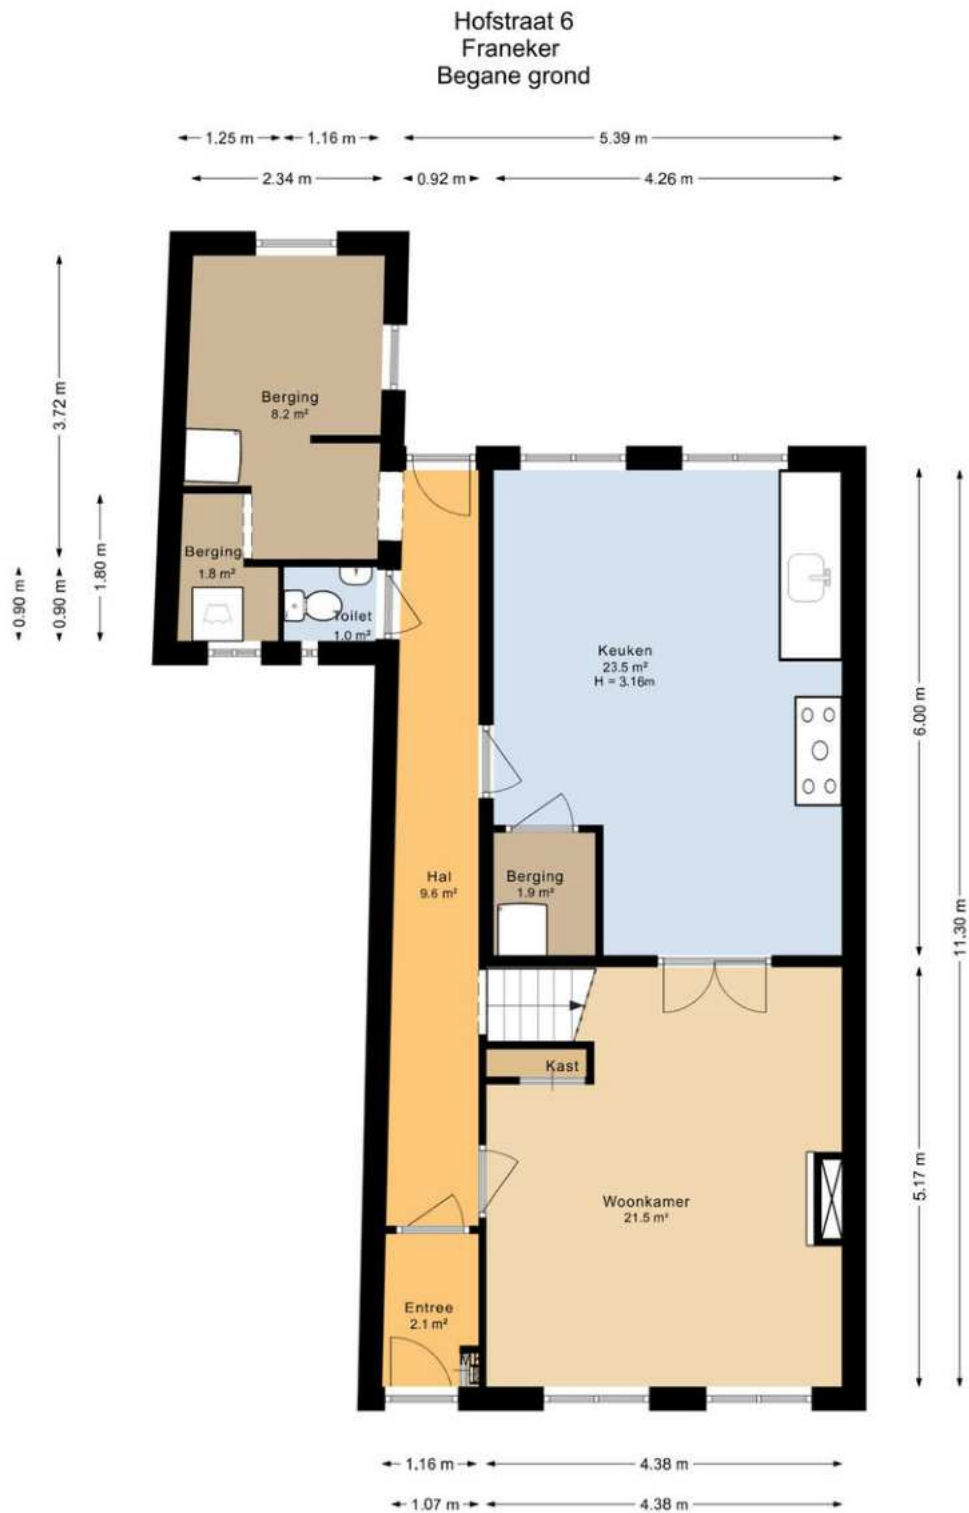 Hofstraat 6
Franeker
Begane grond
1.25 m
1.16 m
5.39 m
2.34 m
0.92 m
4.26 m
3.72 m
Berging
8.2 m²
Berging
1.8 m²
1.80 m
0.90 m
0.90 m
Toilet
1.0 m²
Keuken
23.5 m²
H = 3.16m
6.00 m
Hal
9.6 m²
Berging
1.9 m²
11.30 m
Kast
5.17 m
Woonkamer
21.5 m²
Entree
2.1 m²
1.16 m
4.38 m
1.07 m
4.38 m